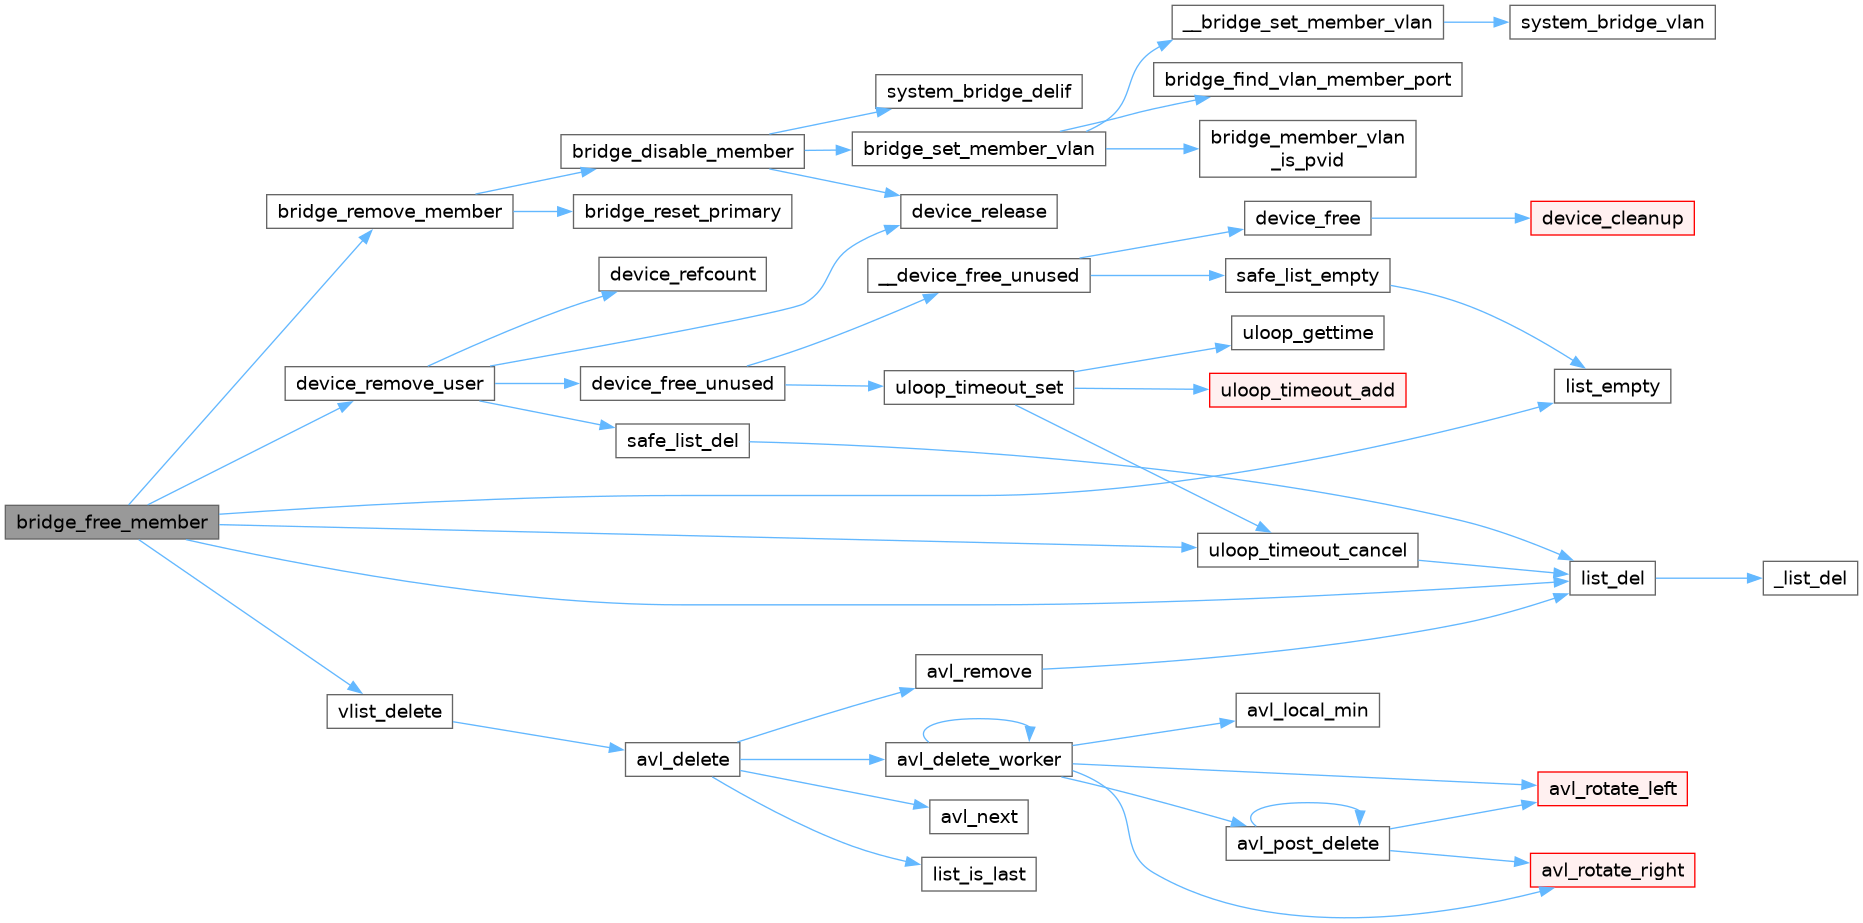 __bridge_set_member_vlan
system_bridge_vlan
bridge_find_vlan_member_port
system_bridge_delif
bridge_disable_member
bridge_set_member_vlan
bridge_member_vlan
_is_pvid
bridge_remove_member
bridge_reset_primary
device_release
device_free
device_cleanup
device_refcount
__device_free_unused
safe_list_empty
uloop_gettime
device_remove_user
device_free_unused
uloop_timeout_set
uloop_timeout_add
list_empty
safe_list_del
bridge_free_member
uloop_timeout_cancel
list_del
_list_del
avl_remove
vlist_delete
avl_local_min
avl_delete
avl_delete_worker
avl_rotate_left
avl_next
avl_post_delete
list_is_last
avl_rotate_right